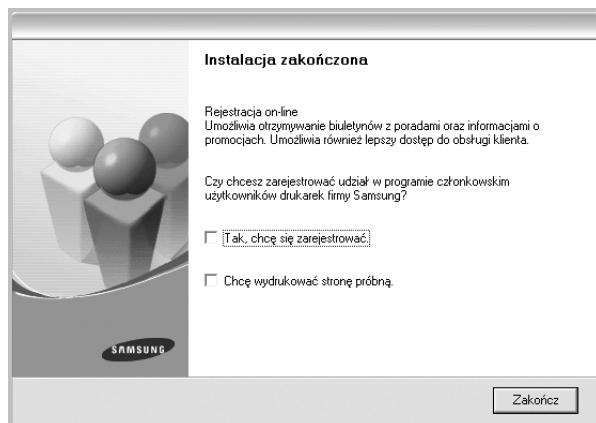 Instalacja zakończona
Rejestracja on-line
Umożliwia otrzymywanie biuletynów z poradami oraz informacjami o
promocjach. Umożliwia również lepszy dostęp do obsługi klienta.
Czy chcesz zarejestrować udział w programie członkowskim
użytkowników drukarek firmy Samsung?
Tak, chcę się zarejestrować.
Chcę wydrukować stronę próbną.
SAMSUNG
Zakończ